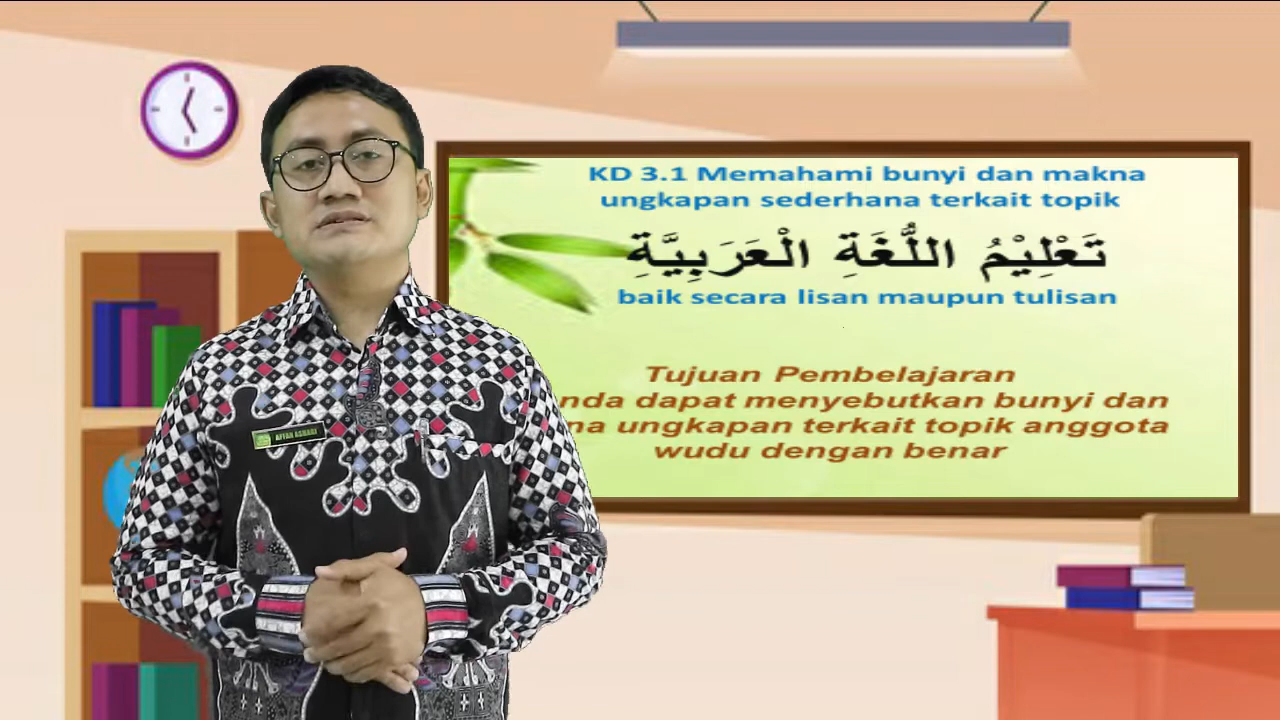 KD 3.1 Memahami bunyi dan makna
ungkapan sederhana terkait topik
تَعْلِيْمُ اللُّغَةِ الْعَرَبِيَّةِ
baik secara lisan maupun tulisan
Tujuan Pembelajaran
dapat menyebutkan bunyi dan
ungkapan terkait topik anggota
wudu dengan benar